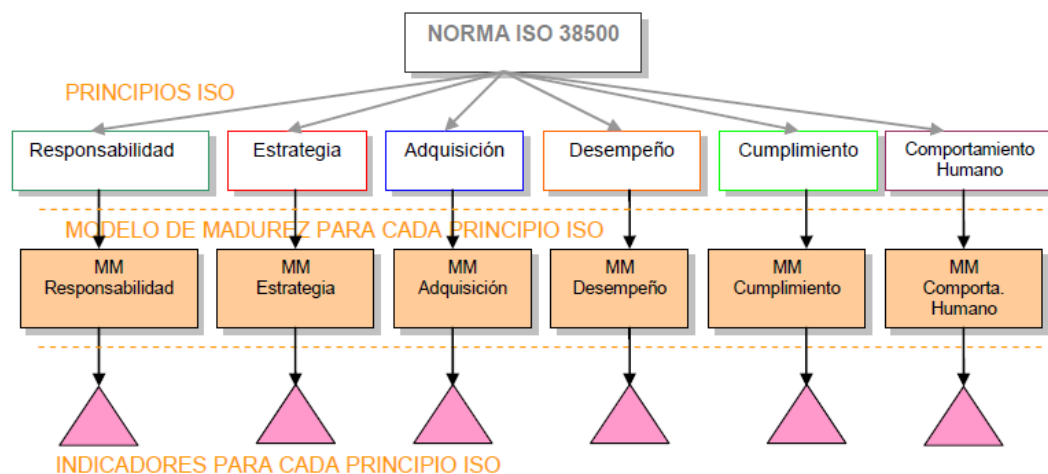 NORMA ISO 38500
PRINCIPIOS ISO
Responsabilidad
Estrategia
Adquisición
Desempeño
Cumplimiento
Comportamiento
Humano
MODELO DE MADUREZ PARA CADA PRINCIPIO ISO
MM
Responsabilidad
MM
Estrategia
MM
Adquisición
MM
Desempeño
MM
Cumplimiento
MM
Comporta.
Humano
INDICADORES PARA CADA PRINCIPIO ISO